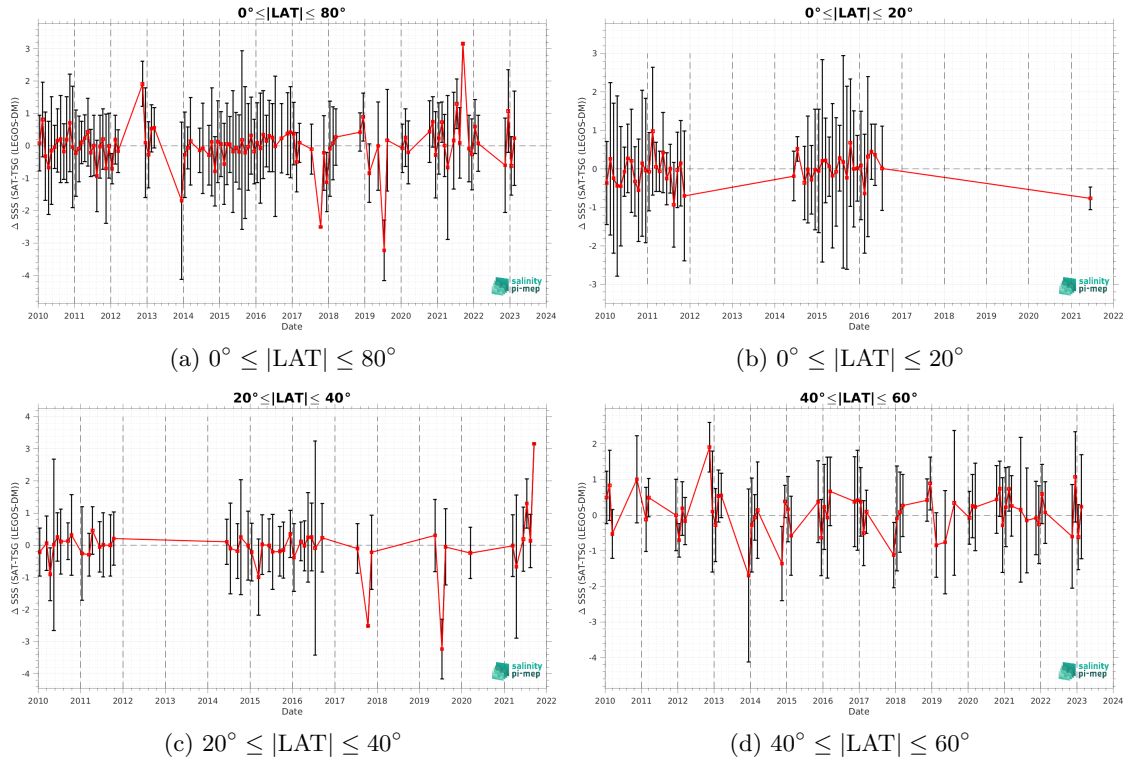 0°≤|LAT|≤ 80°
Δ SSS (SAT-TSG (LEGOS-DM))
3
2
1
0
-1
-2
-3
-4
2010 2011 2012 2013 2014 2015 2016 2017 2018 2019 2020 2021 2022 2023 2024
Date
salinity
pi-mep
(a) 0° ≤ |LAT| ≤ 80°
0°≤|LAT|≤ 20°
Δ SSS (SAT-TSG (LEGOS-DM))
3
2
1
0
-1
-2
-3
2010 2011 2012 2013 2014 2015 2016 2017 2018 2019 2020 2021 2022
Date
salinity
pi-mep
(b) 0° ≤ |LAT| ≤ 20°
20°≤|LAT|≤ 40°
Δ SSS (SAT-TSG (LEGOS-DM))
4
3
2
1
0
-1
-2
-3
-4
2010 2011 2012 2013 2014 2015 2016 2017 2018 2019 2020 2021 2022
Date
salinity
pi-mep
(c) 20° ≤ |LAT| ≤ 40°
40°≤|LAT|≤ 60°
Δ SSS (SAT-TSG (LEGOS-DM))
2
1
0
-1
-2
-3
-4
2010 2011 2012 2013 2014 2015 2016 2017 2018 2019 2020 2021 2022 2023 2024
Date
salinity
pi-mep
(d) 40° ≤ |LAT| ≤ 60°